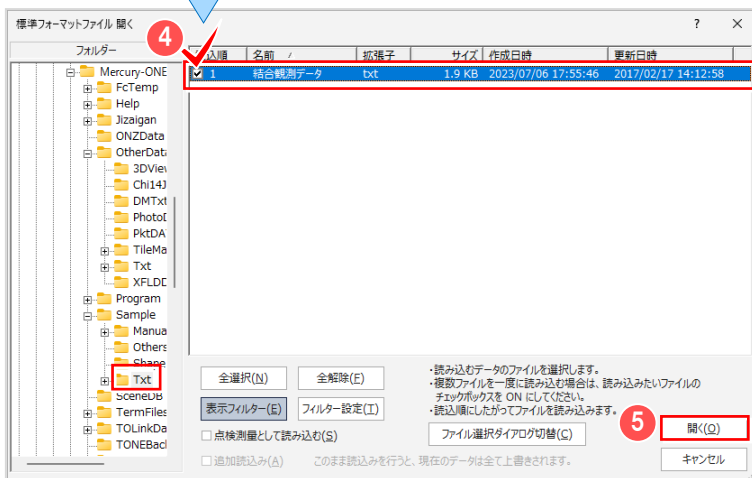 標準フォーマットファイル 開く
?
×
4
フォルダー
込順 名前 / 拡張子 サイズ 作成日時 更新日時
1 結合観測データ txt 1.9 KB 2023/07/06 17:55:46 2017/02/17 14:12:58
Mercury-ONE
FcTemp
Help
Jizaigan
ONZData
OtherData
3DView
Chi14J
DMTxt
PhotoD
PktDA
TileMa
Txt
XFLDD
Program
Sample
Manua
Others
Shape
Txt
SceneDB
TermFiles
TOLinkDa
TONEBac
全選択(N)
全解除(F)
表示フィルター(E)
フィルター設定(T)
点検測量として読み込む(S)
追加読込み(A)
このまま読込みを行うと、現在のデータは全て上書きされます。
・読み込むデータのファイルを選択します。
・複数ファイルを一度に読み込む場合は、読み込みたいファイルの
チェックボックスを ON にしてください。
・読込順にしたがってファイルを読み込みます。
ファイル選択ダイアログ切替(C)
5
開く(O)
キャンセル